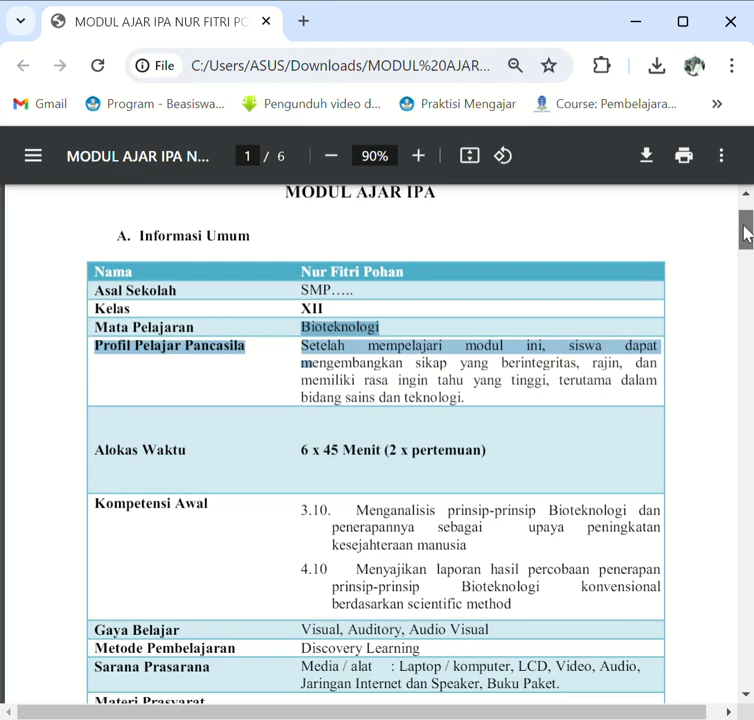 MODUL AJAR IPA NUR FITRI PO
File C:/Users/ASUS/Downloads/MODUL%20AJAR...
Gmail Program - Beasiswa... Pengunduh video d... Praktisi Mengajar Course: Pembelajara...
MODUL AJAR IPA N... 1 / 6 90%
MODUL AJAR IPA
A. Informasi Umum
Nama Nur Fitri Pohan
Asal Sekolah SMP…..
Kelas XII
Mata Pelajaran Bioteknologi
Profil Pelajar Pancasila Setelah mempelajari modul ini, siswa dapat
mengembangkan sikap yang berintegritas, rajin, dan
memiliki rasa ingin tahu yang tinggi, terutama dalam
bidang sains dan teknologi.
Alokas Waktu 6 x 45 Menit (2 x pertemuan)
Kompetensi Awal
3.10. Menganalisis prinsip-prinsip Bioteknologi dan
penerapannya sebagai upaya peningkatan
kesejahteraan manusia
4.10 Menyajikan laporan hasil percobaan penerapan
prinsip-prinsip Bioteknologi konvensional
berdasarkan scientific method
Gaya Belajar Visual, Auditory, Audio Visual
Metode Pembelajaran Discovery Learning
Sarana Prasarana Media / alat : Laptop / komputer, LCD, Video, Audio,
Jaringan Internet dan Speaker, Buku Paket.
Materi Prasyarat